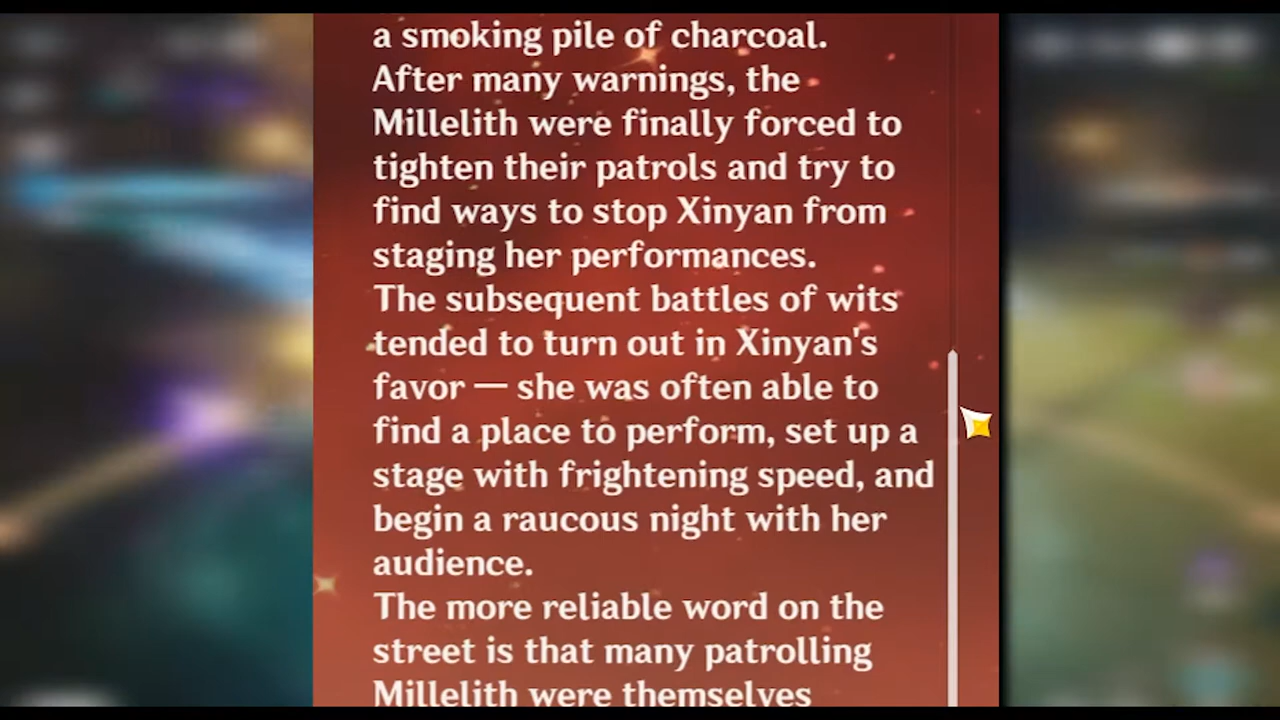 a smoking pile of charcoal.
After many warnings, the
Millelith were finally forced to
tighten their patrols and try to
find ways to stop Xinyan from
staging her performances.
The subsequent battles of wits
tended to turn out in Xinyan's
favor — she was often able to
find a place to perform, set up a
stage with frightening speed, and
begin a raucous night with her
audience.
The more reliable word on the
street is that many patrolling
Millelith were themselves